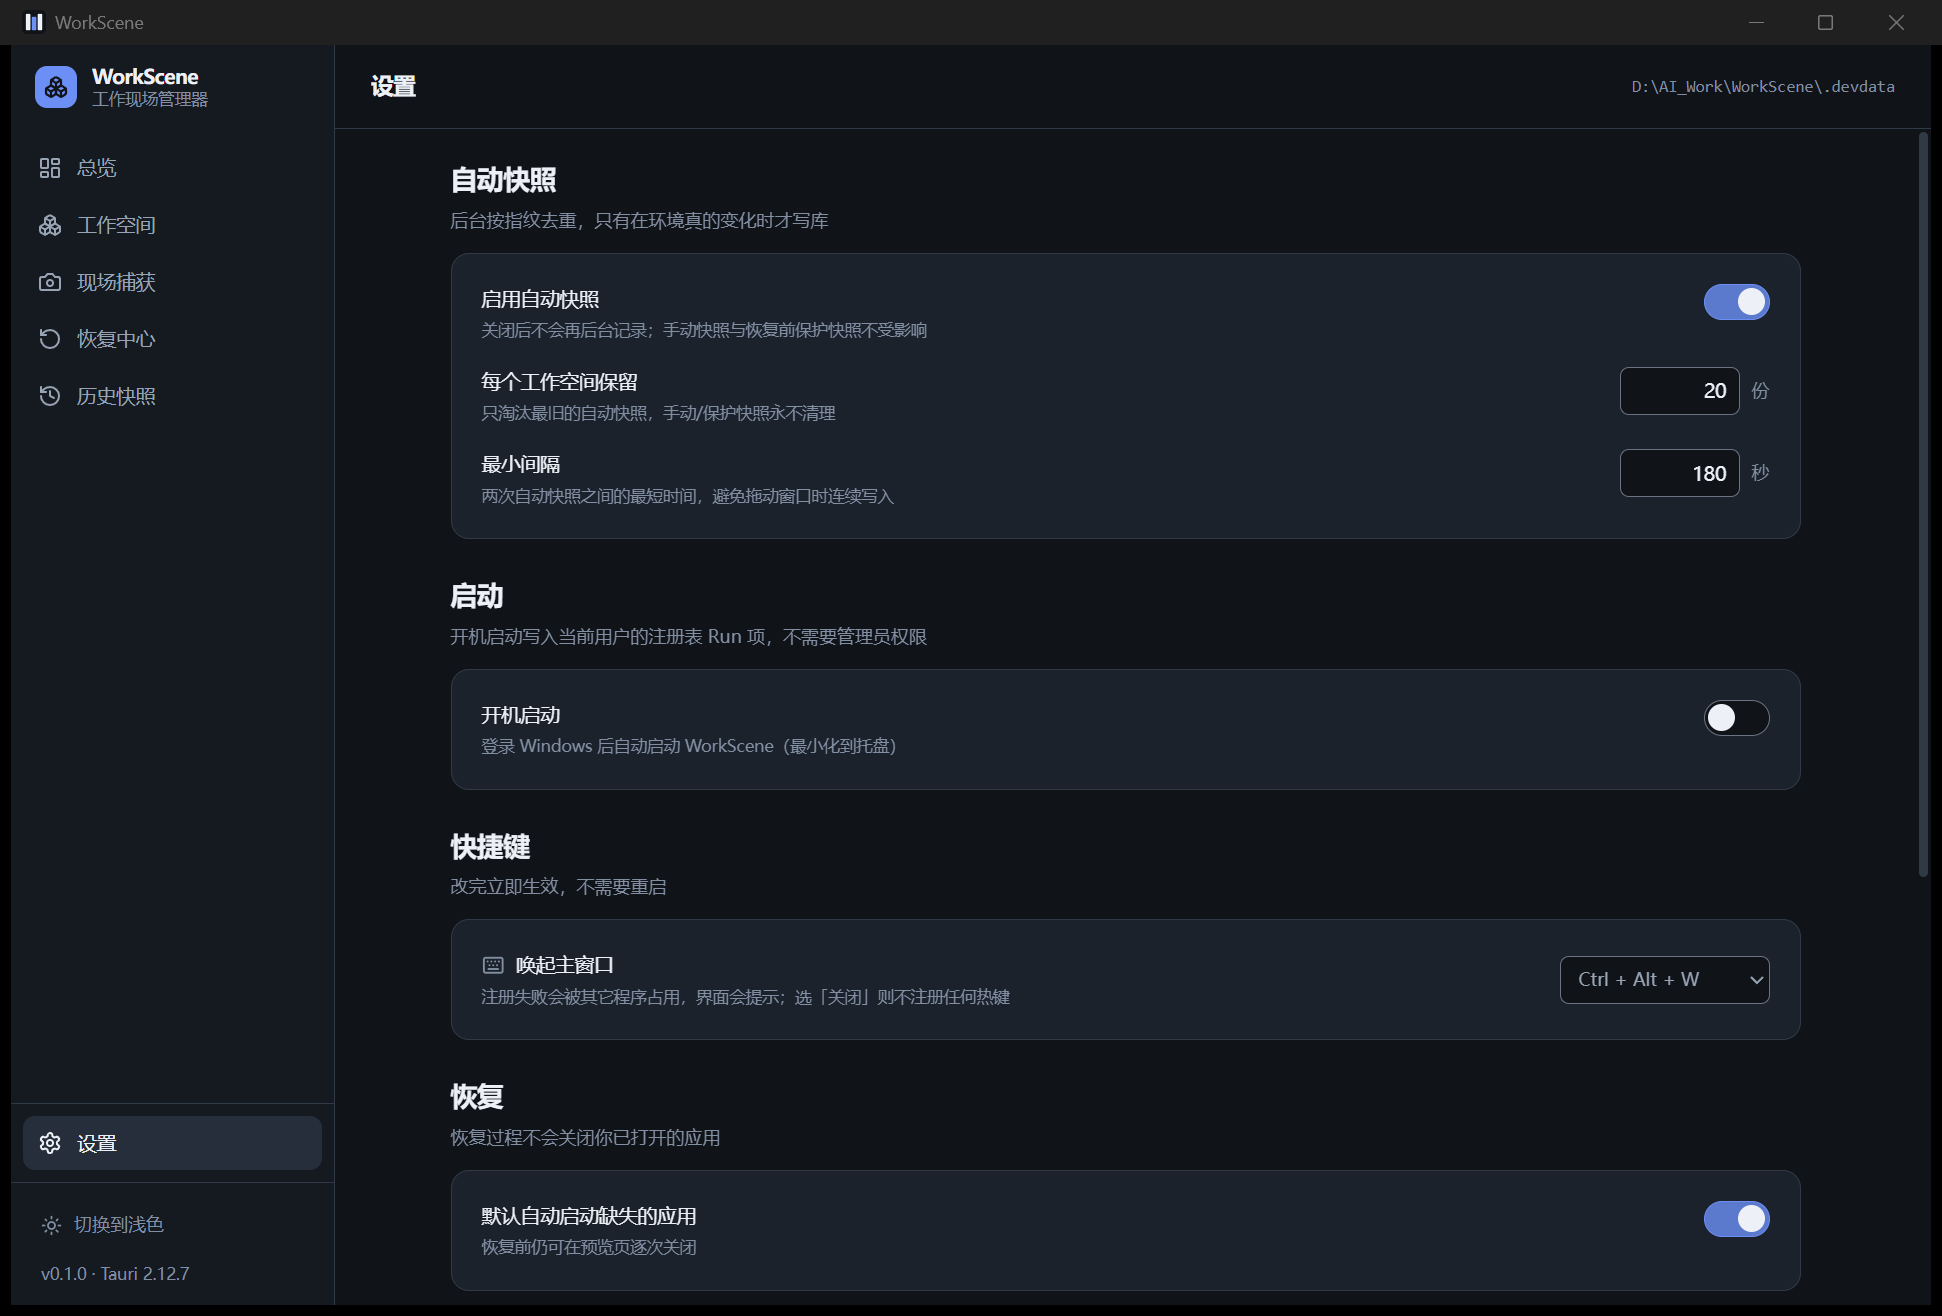 WorkScene
WorkScene
工作现场管理器
总览
工作空间
现场捕获
恢复中心
历史快照
设置
切换到浅色
v0.1.0 · Tauri 2.12.7
设置
D:\AI_Work\WorkScene\.devdata
自动快照
后台按指纹去重，只有在环境真的变化时才写库
启用自动快照
关闭后不会再后台记录；手动快照与恢复前保护快照不受影响
每个工作空间保留
只淘汰最旧的自动快照，手动/保护快照永不清理
20 份
最小间隔
两次自动快照之间的最短时间，避免拖动窗口时连续写入
180 秒
启动
开机启动写入当前用户的注册表 Run 项，不需要管理员权限
开机启动
登录 Windows 后自动启动 WorkScene（最小化到托盘）
快捷键
改完立即生效，不需要重启
唤起主窗口
注册失败会被其它程序占用，界面会提示；选「关闭」则不注册任何热键
Ctrl + Alt + W
恢复
恢复过程不会关闭你已打开的应用
默认自动启动缺失的应用
恢复前仍可在预览页逐次关闭